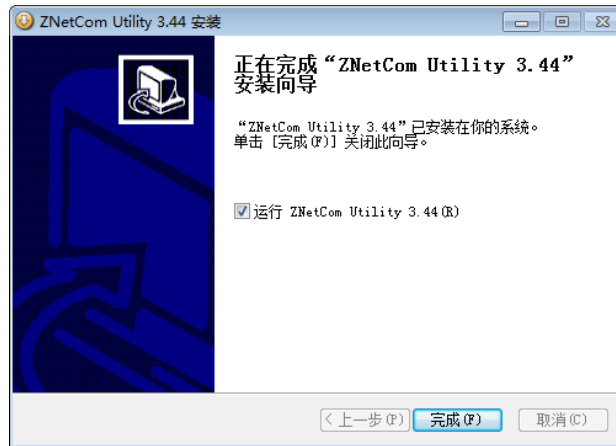 ZNetCom Utility 3.44 安装
正在完成“ZNetCom Utility 3.44”
安装向导
“ZNetCom Utility 3.44”已安装在你的系统。
单击 [完成(F)] 关闭此向导。
运行 ZNetCom Utility 3.44(R)
< 上一步(P) 完成(F) 取消(C)